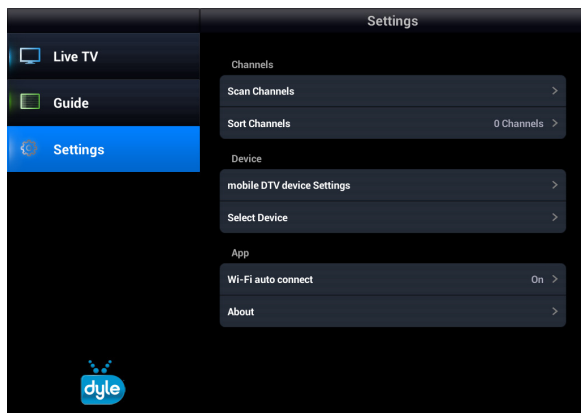 Settings
Live TV
Guide
Settings
Channels
Scan Channels
Sort Channels 0 Channels
Device
mobile DTV device Settings
Select Device
App
Wi-Fi auto connect On
About
dyle